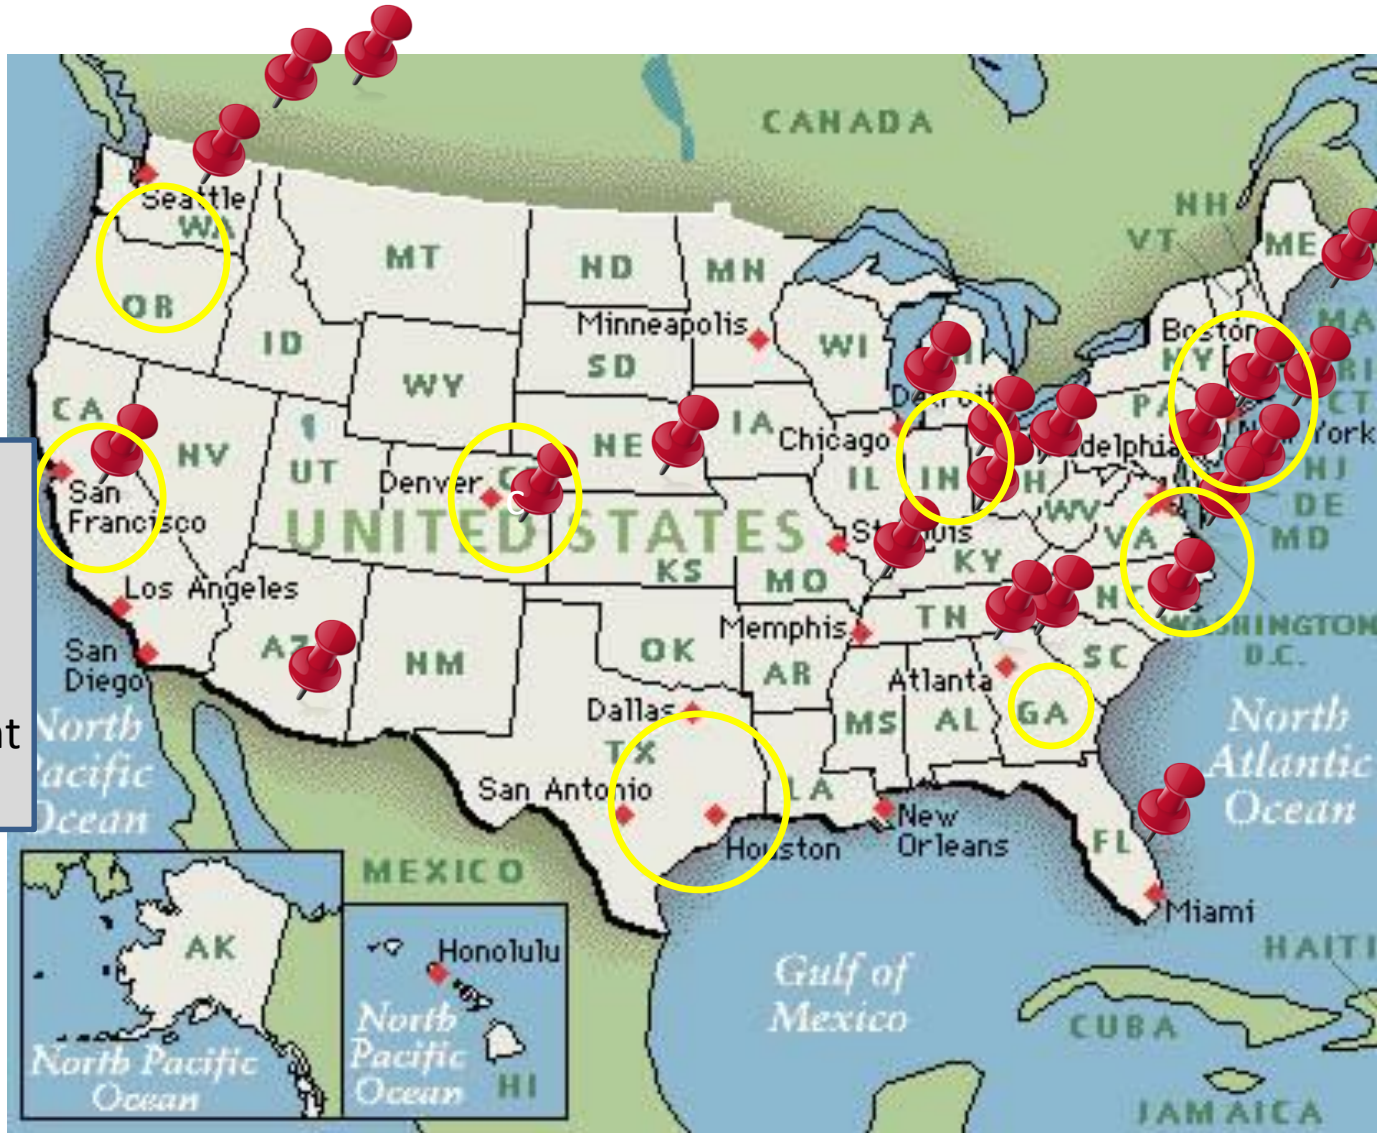 CANADA
NH
VT
ME
Seattle
WA
MT
ND
MN
OR
ID
Minneapolis
WI
Boston
MA
NY
RI
SD
WY
CA
NV
UT
NE
IA
Chicago
PA
CT
New York
Denver
IL
IN
NJ
DE
MD
San
Francisco
UNITED STATES
WV
VA
KY
KS
MO
Los Angeles
San
Diego
AZ
NM
OK
Memphis
TN
WASHINGTON
D.C.
AR
Atlanta
SC
Dallas
TX
MS
AL
GA
North
Pacific
Ocean
North
Atlantic
Ocean
San Antonio
LA
Houston
New
Orleans
FL
MEXICO
Miami
AK
Honolulu
HAITI
Gulf of
Mexico
North Pacific
Ocean
North
Pacific
Ocean
HI
CUBA
JAMAICA